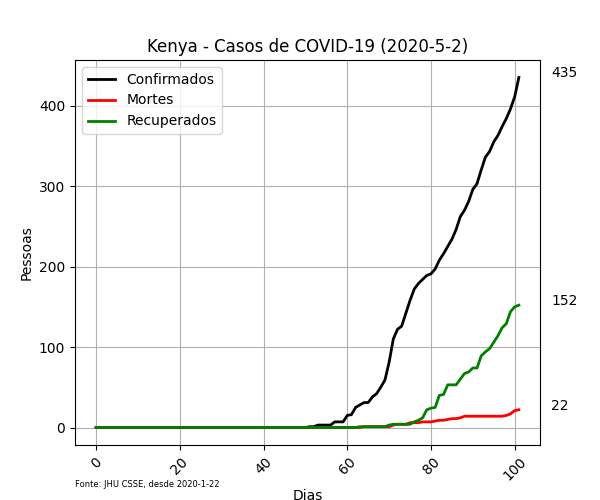 Kenya - Casos de COVID-19 (2020-5-2)
Confirmados
Mortes
Recuperados
435
152
22
400
300
200
100
0
Pessoas
0
20
40
60
80
100
Fonte: JHU CSSE, desde 2020-1-22
Dias